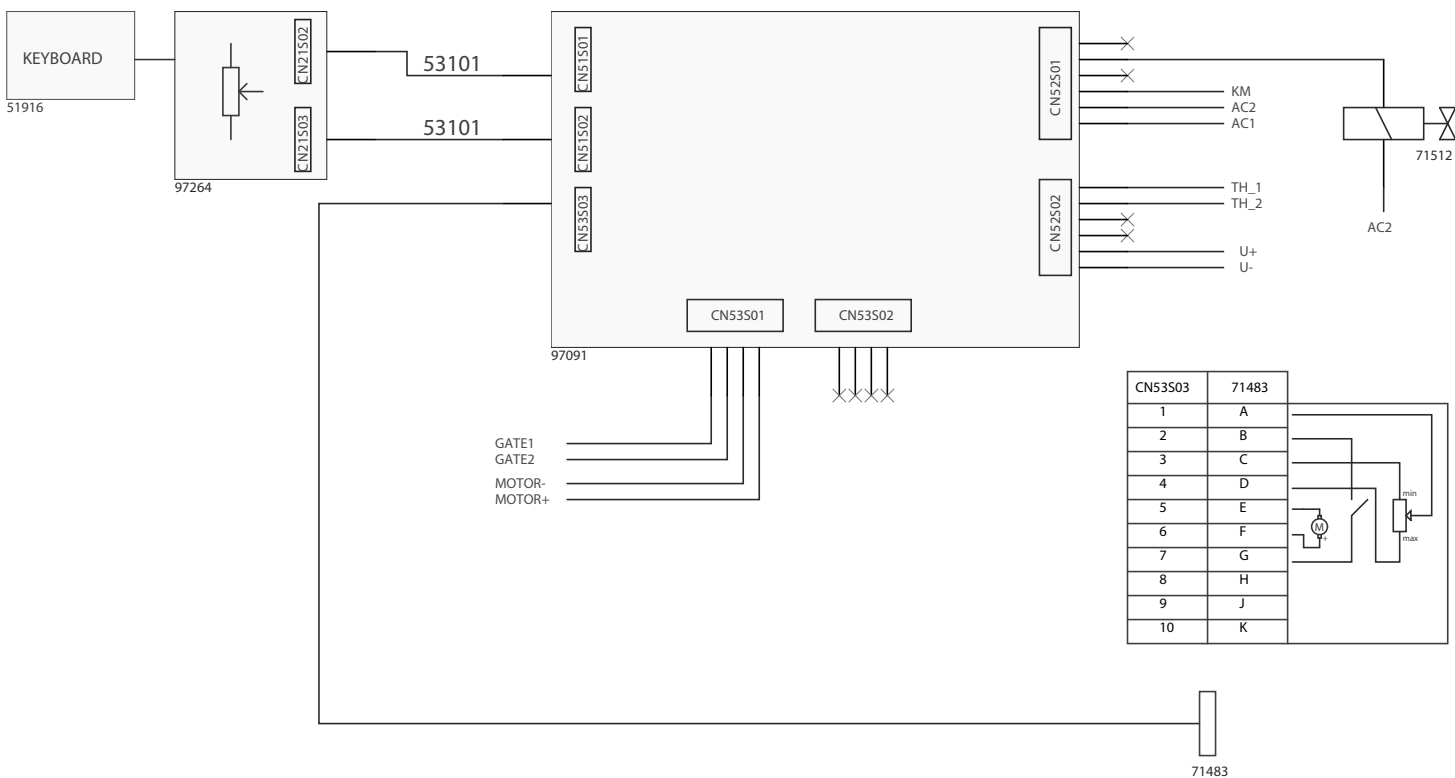 KEYBOARD
51916
CN21S02
CN21S03
97264
53101
53101
CN51S01
CN51S02
CN53S03
CN52S01
CN52S02
CN53S01
CN53S02
97091
KM
AC2
AC1
TH_1
TH_2
U+
U-
71512
AC2
GATE1
GATE2
MOTOR-
MOTOR+
CN53S03 71483
1 A
2 B
3 C
4 D
5 E
6 F
7 G
8 H
9 J
10 K
min
max
M
+
71483